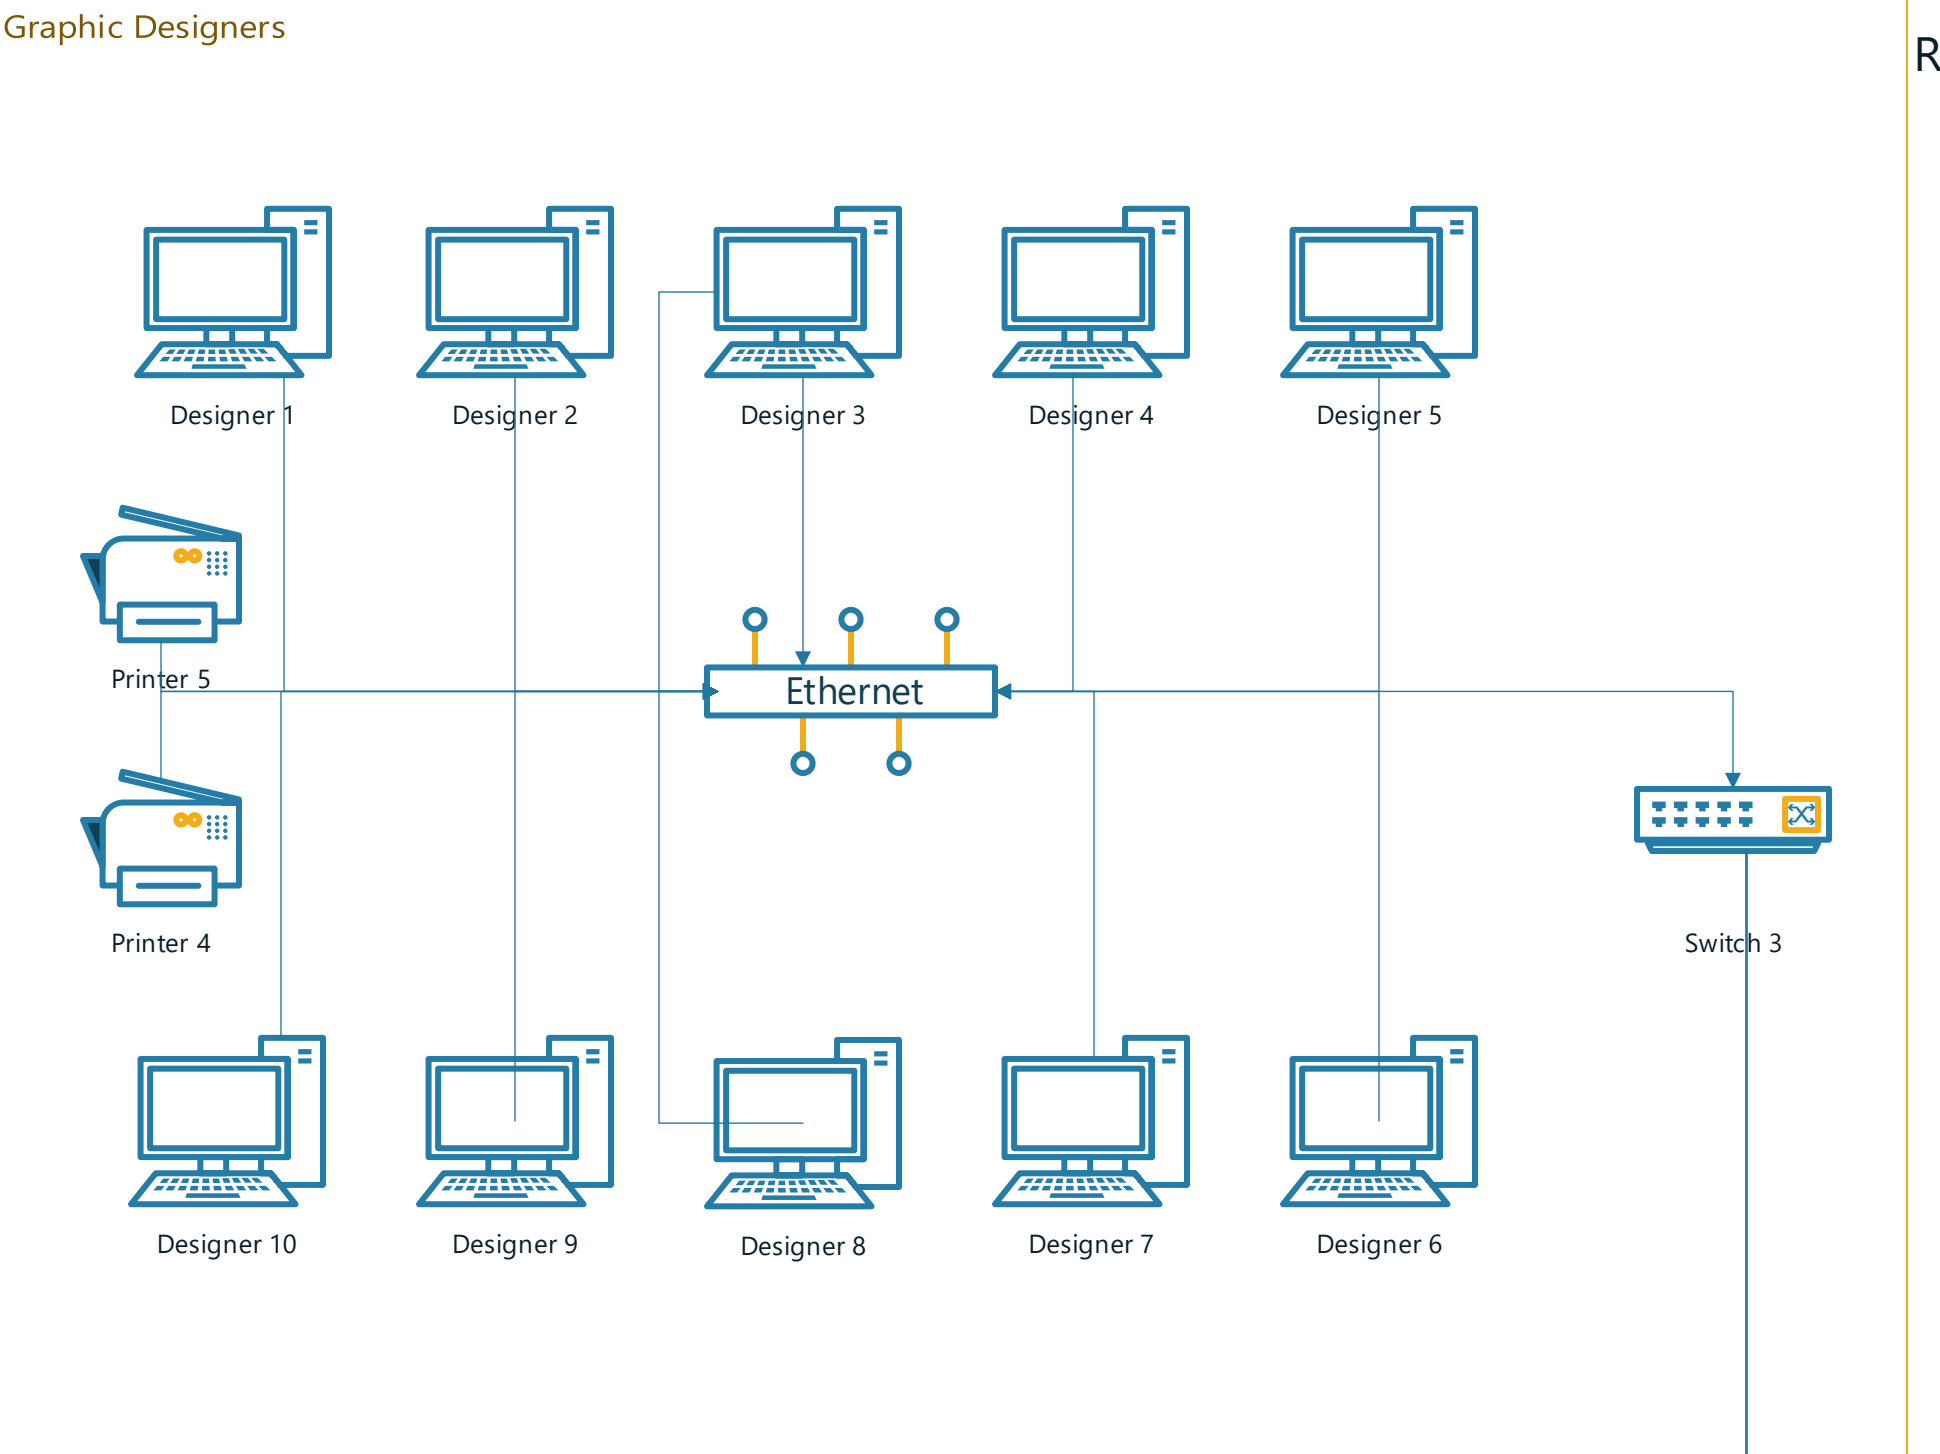 Graphic Designers
R
Designer 1
Designer 2
Designer 3
Designer 4
Designer 5
Printer 5
Ethernet
Printer 4
Switch 3
Designer 10
Designer 9
Designer 8
Designer 7
Designer 6